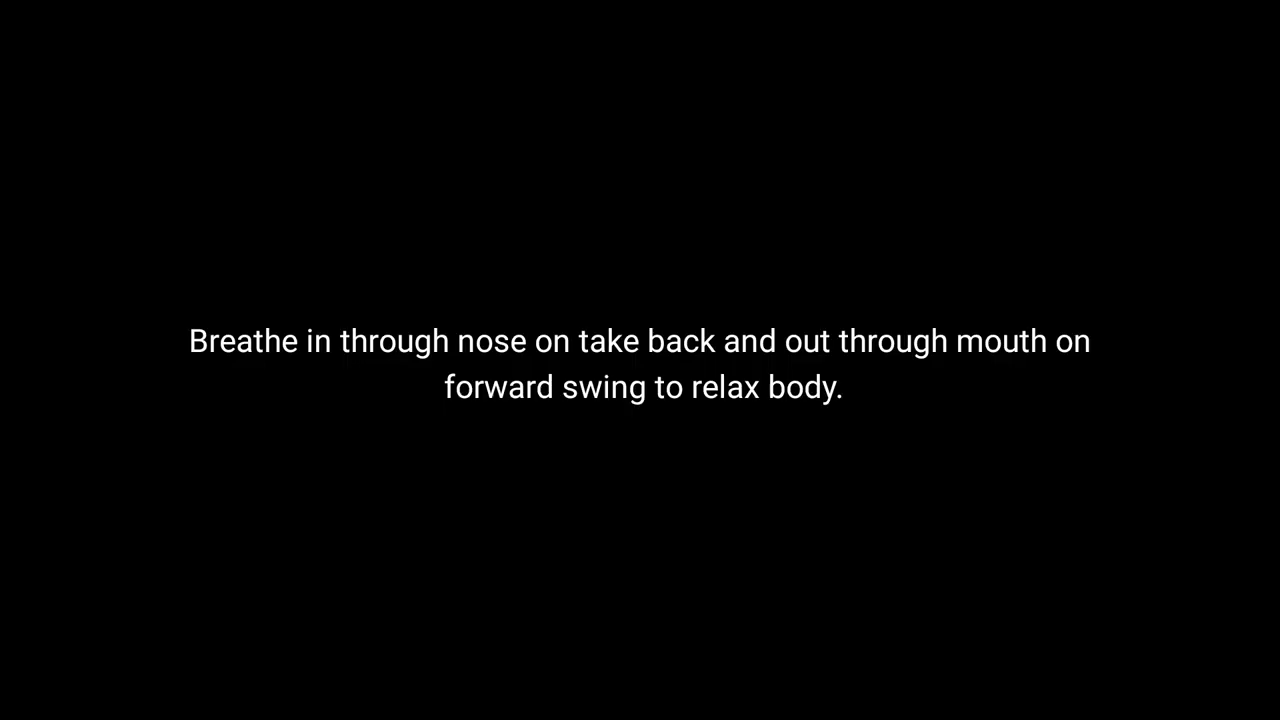 Breathe in through nose on take back and out through mouth on
forward swing to relax body.